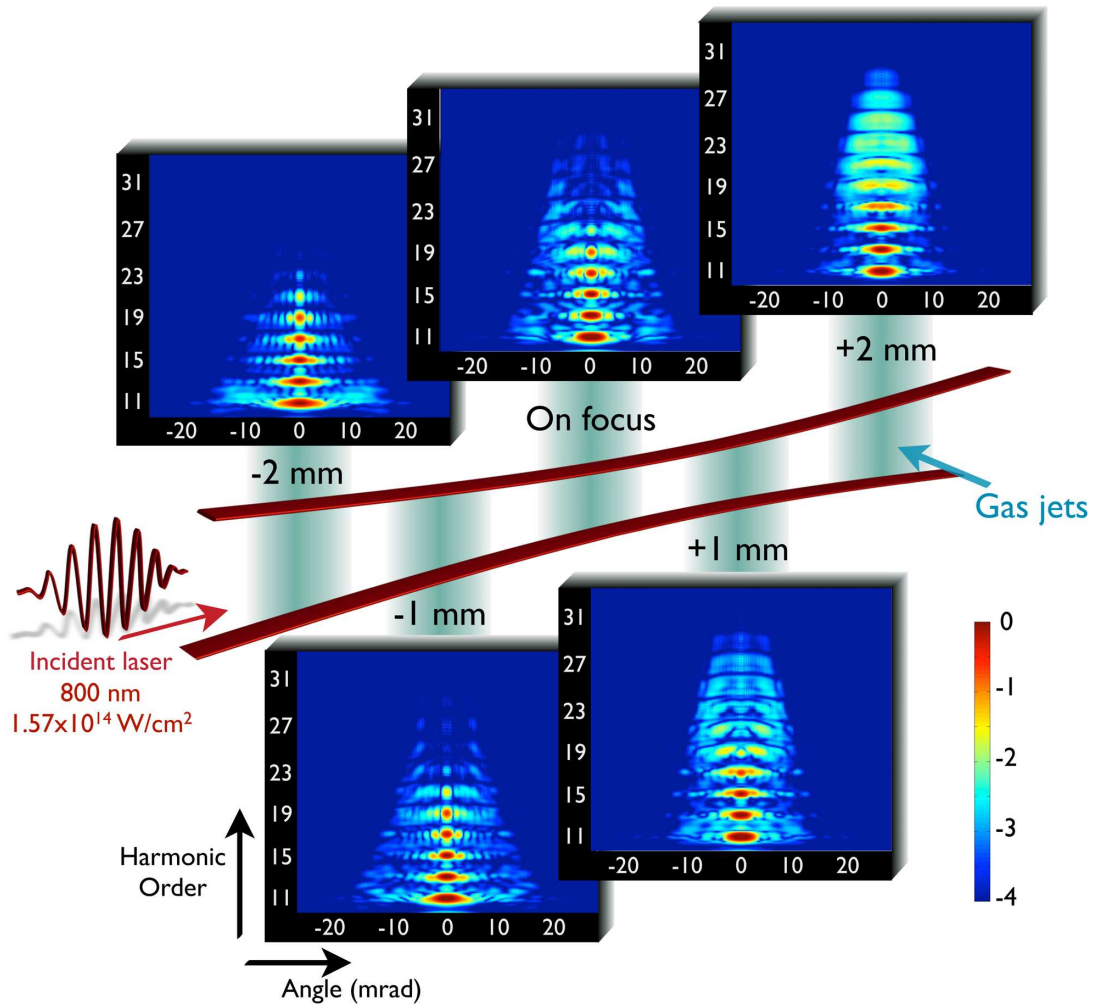 31
27
23
19
15
11
-20 -10 0 10 20
+2 mm
31
27
23
19
15
11
-20 -10 0 10 20
On focus
31
27
23
19
15
11
-20 -10 0 10 20
-2 mm
Gas jets
+1 mm
-1 mm
Incident laser
800 nm
1.57x10¹⁴ W/cm²
31
27
23
19
15
11
-20 -10 0 10 20
31
27
23
19
15
11
-20 -10 0 10 20
0
-1
-2
-3
-4
Harmonic
Order
Angle (mrad)